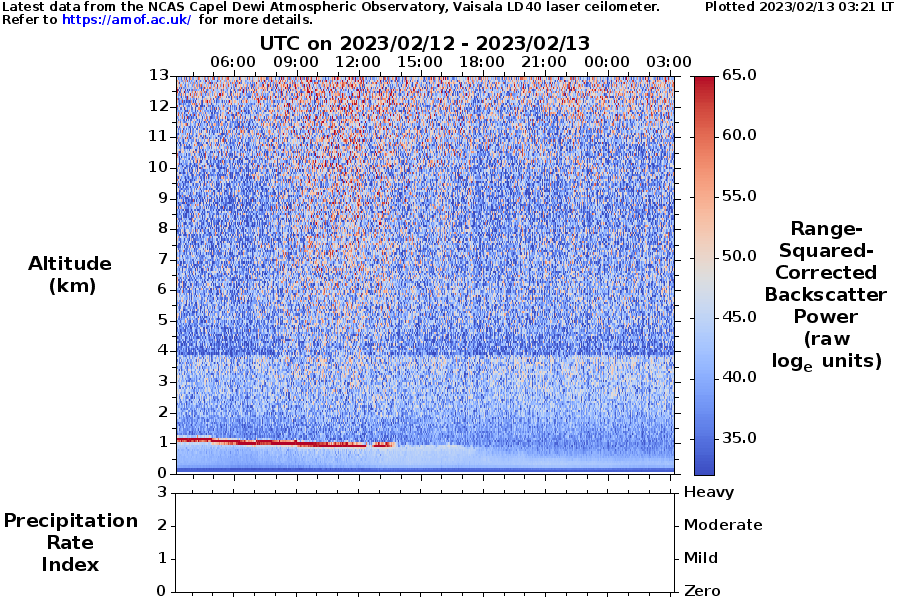 Latest data from the NCAS Capel Dewi Atmospheric Observatory, Vaisala LD40 laser ceilometer.
Plotted 2023/02/13 03:21 LT
Refer to https://amof.ac.uk/ for more details.
UTC on 2023/02/12 - 2023/02/13
06:00 09:00 12:00 15:00 18:00 21:00 00:00 03:00
13
12
11
10
9
8
7
6
5
4
3
2
1
0
Altitude
(km)
65.0
60.0
55.0
50.0
45.0
40.0
35.0
Range-
Squared-
Corrected
Backscatter
Power
(raw
loge units)
3
2
1
0
Precipitation
Rate
Index
Heavy
Moderate
Mild
Zero